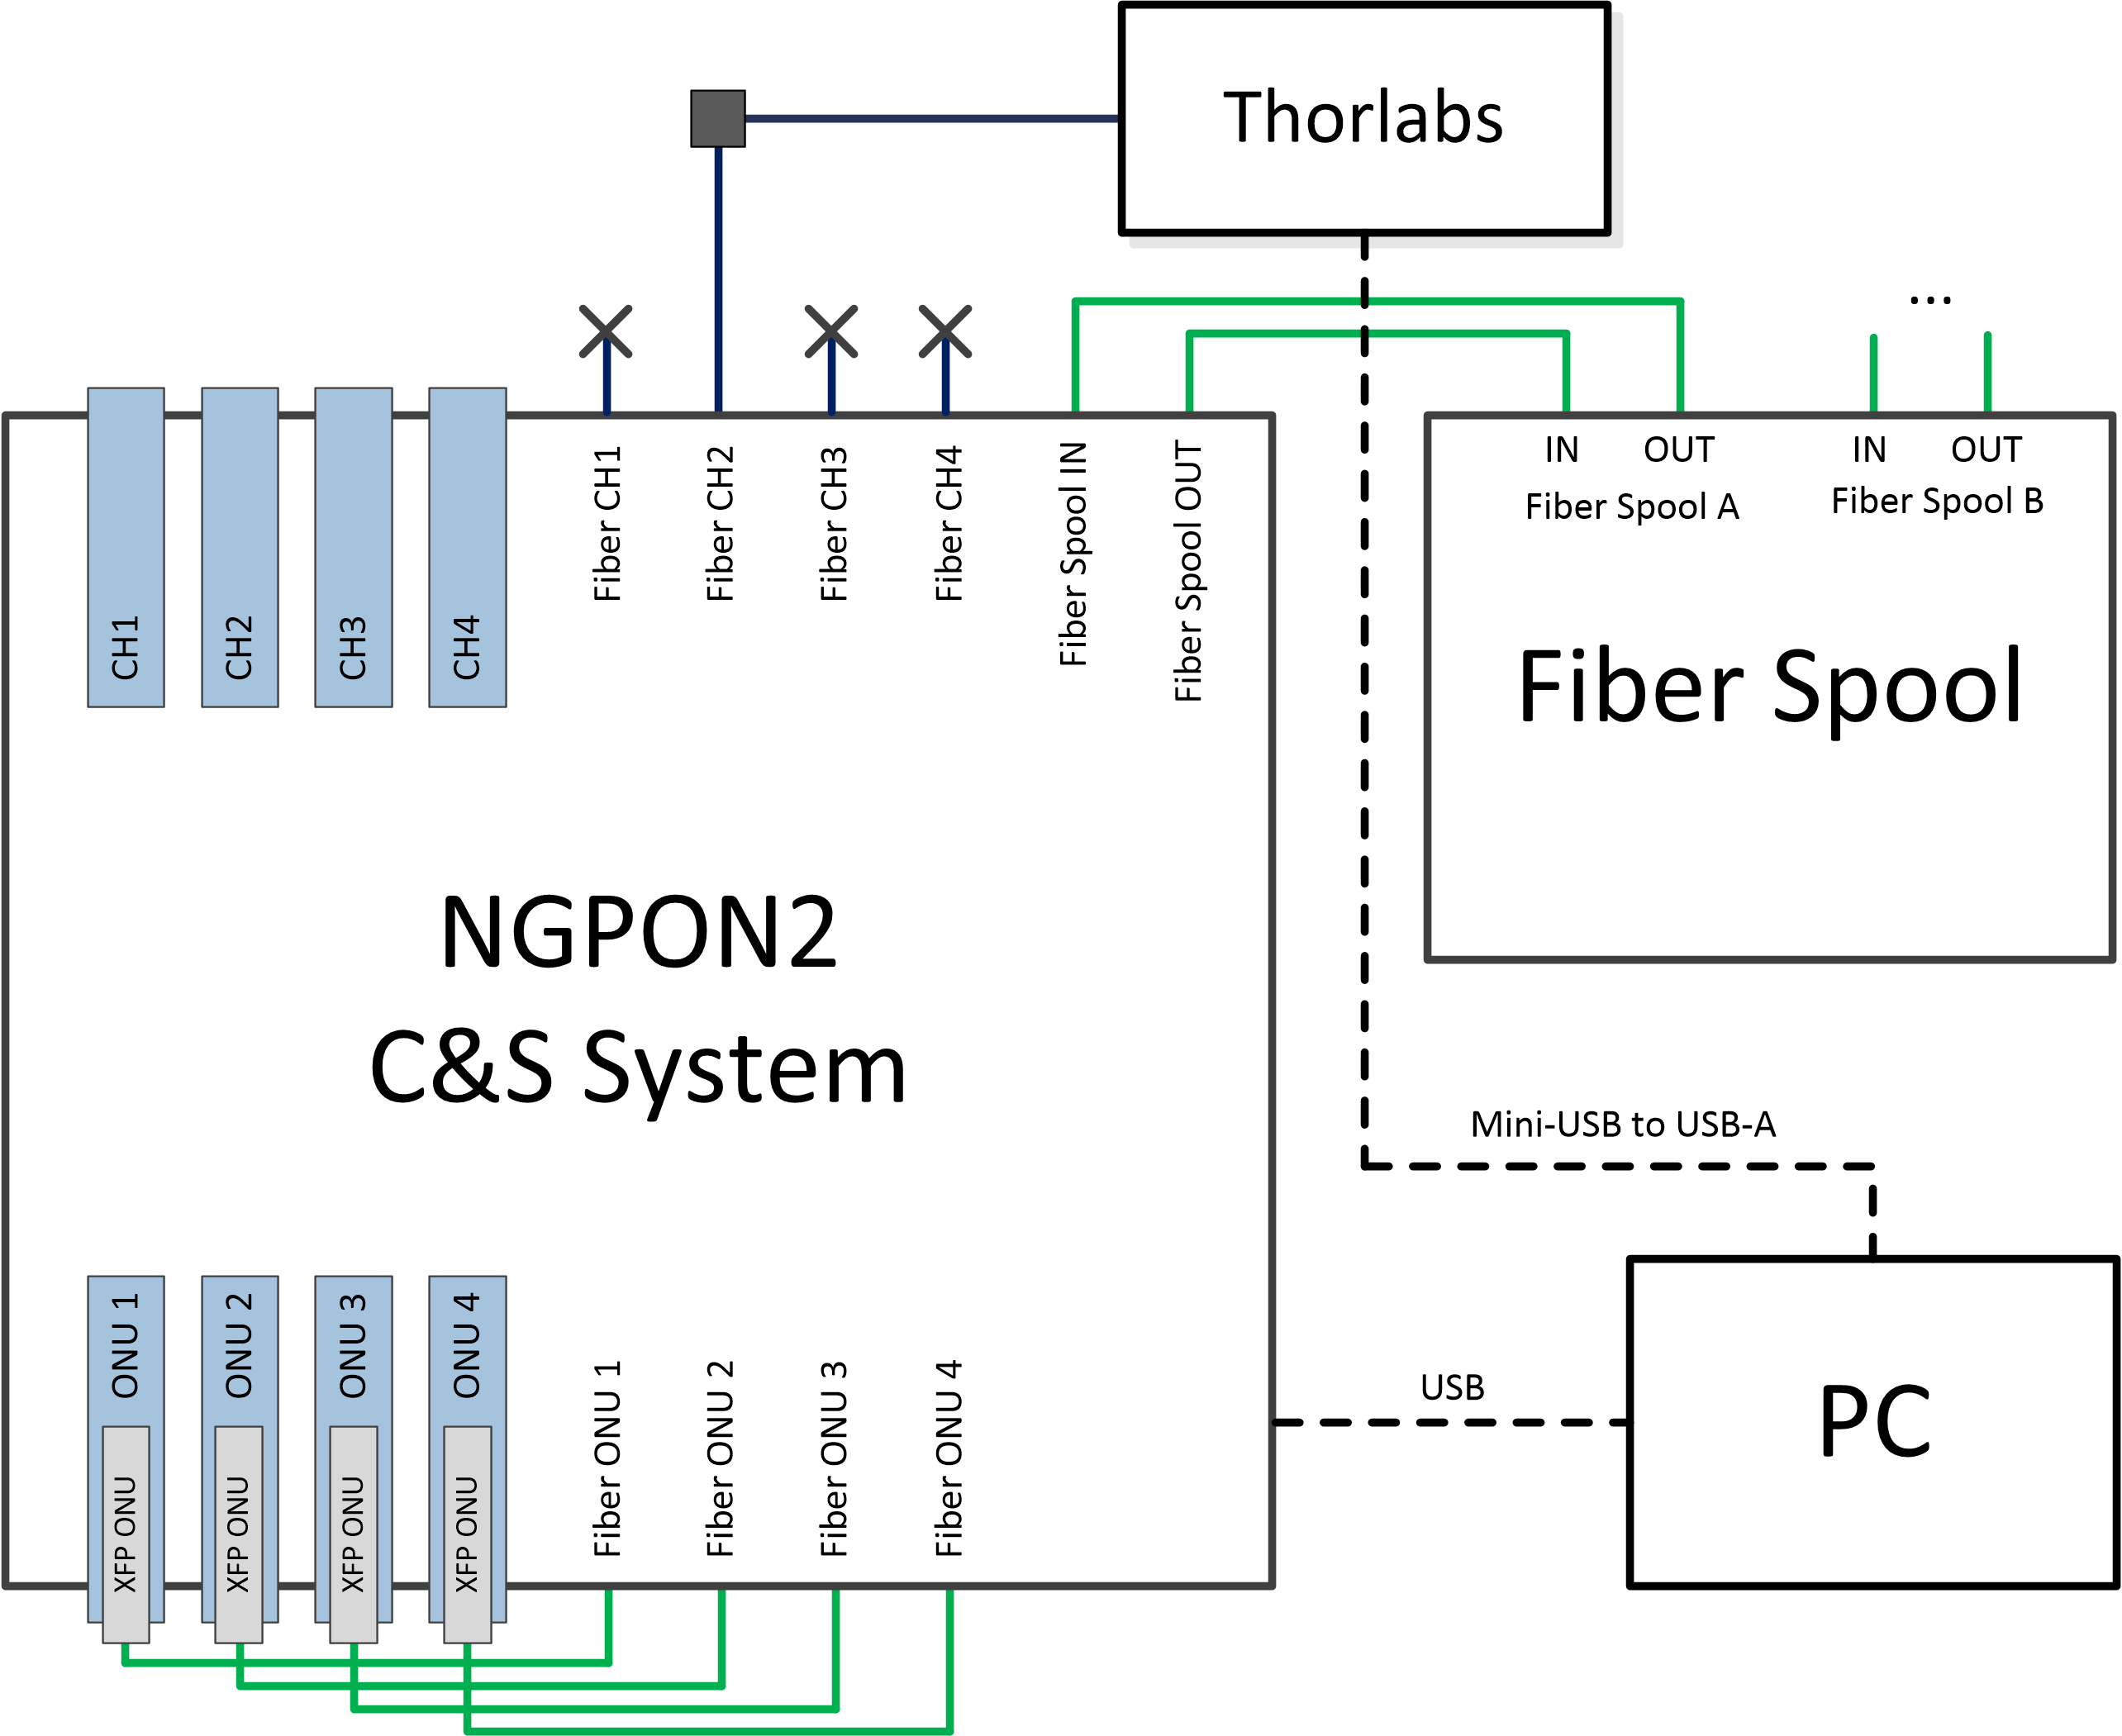 Thorlabs
...
Fiber CH1
Fiber CH2
Fiber CH3
Fiber CH4
Fiber Spool IN
Fiber Spool OUT
IN
OUT
IN
OUT
Fiber Spool A
Fiber Spool B
CH1
CH2
CH3
CH4
Fiber Spool
NGPON2
C&S System
Mini-USB to USB-A
ONU 1
ONU 2
ONU 3
ONU 4
Fiber ONU 1
Fiber ONU 2
Fiber ONU 3
Fiber ONU 4
USB
PC
XFP ONU
XFP ONU
XFP ONU
XFP ONU